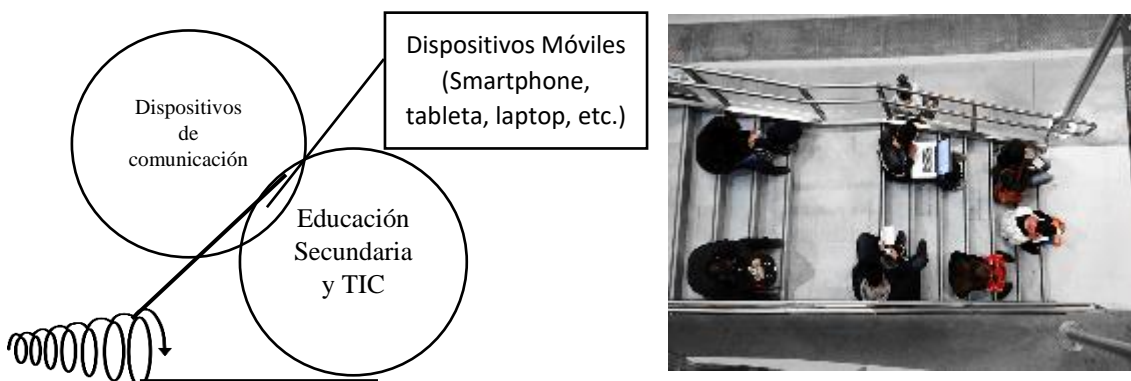 Dispositivos
de
comunicación
Dispositivos Móviles
(Smartphone,
tableta, laptop, etc.)
Educación
Secundaria
y TIC